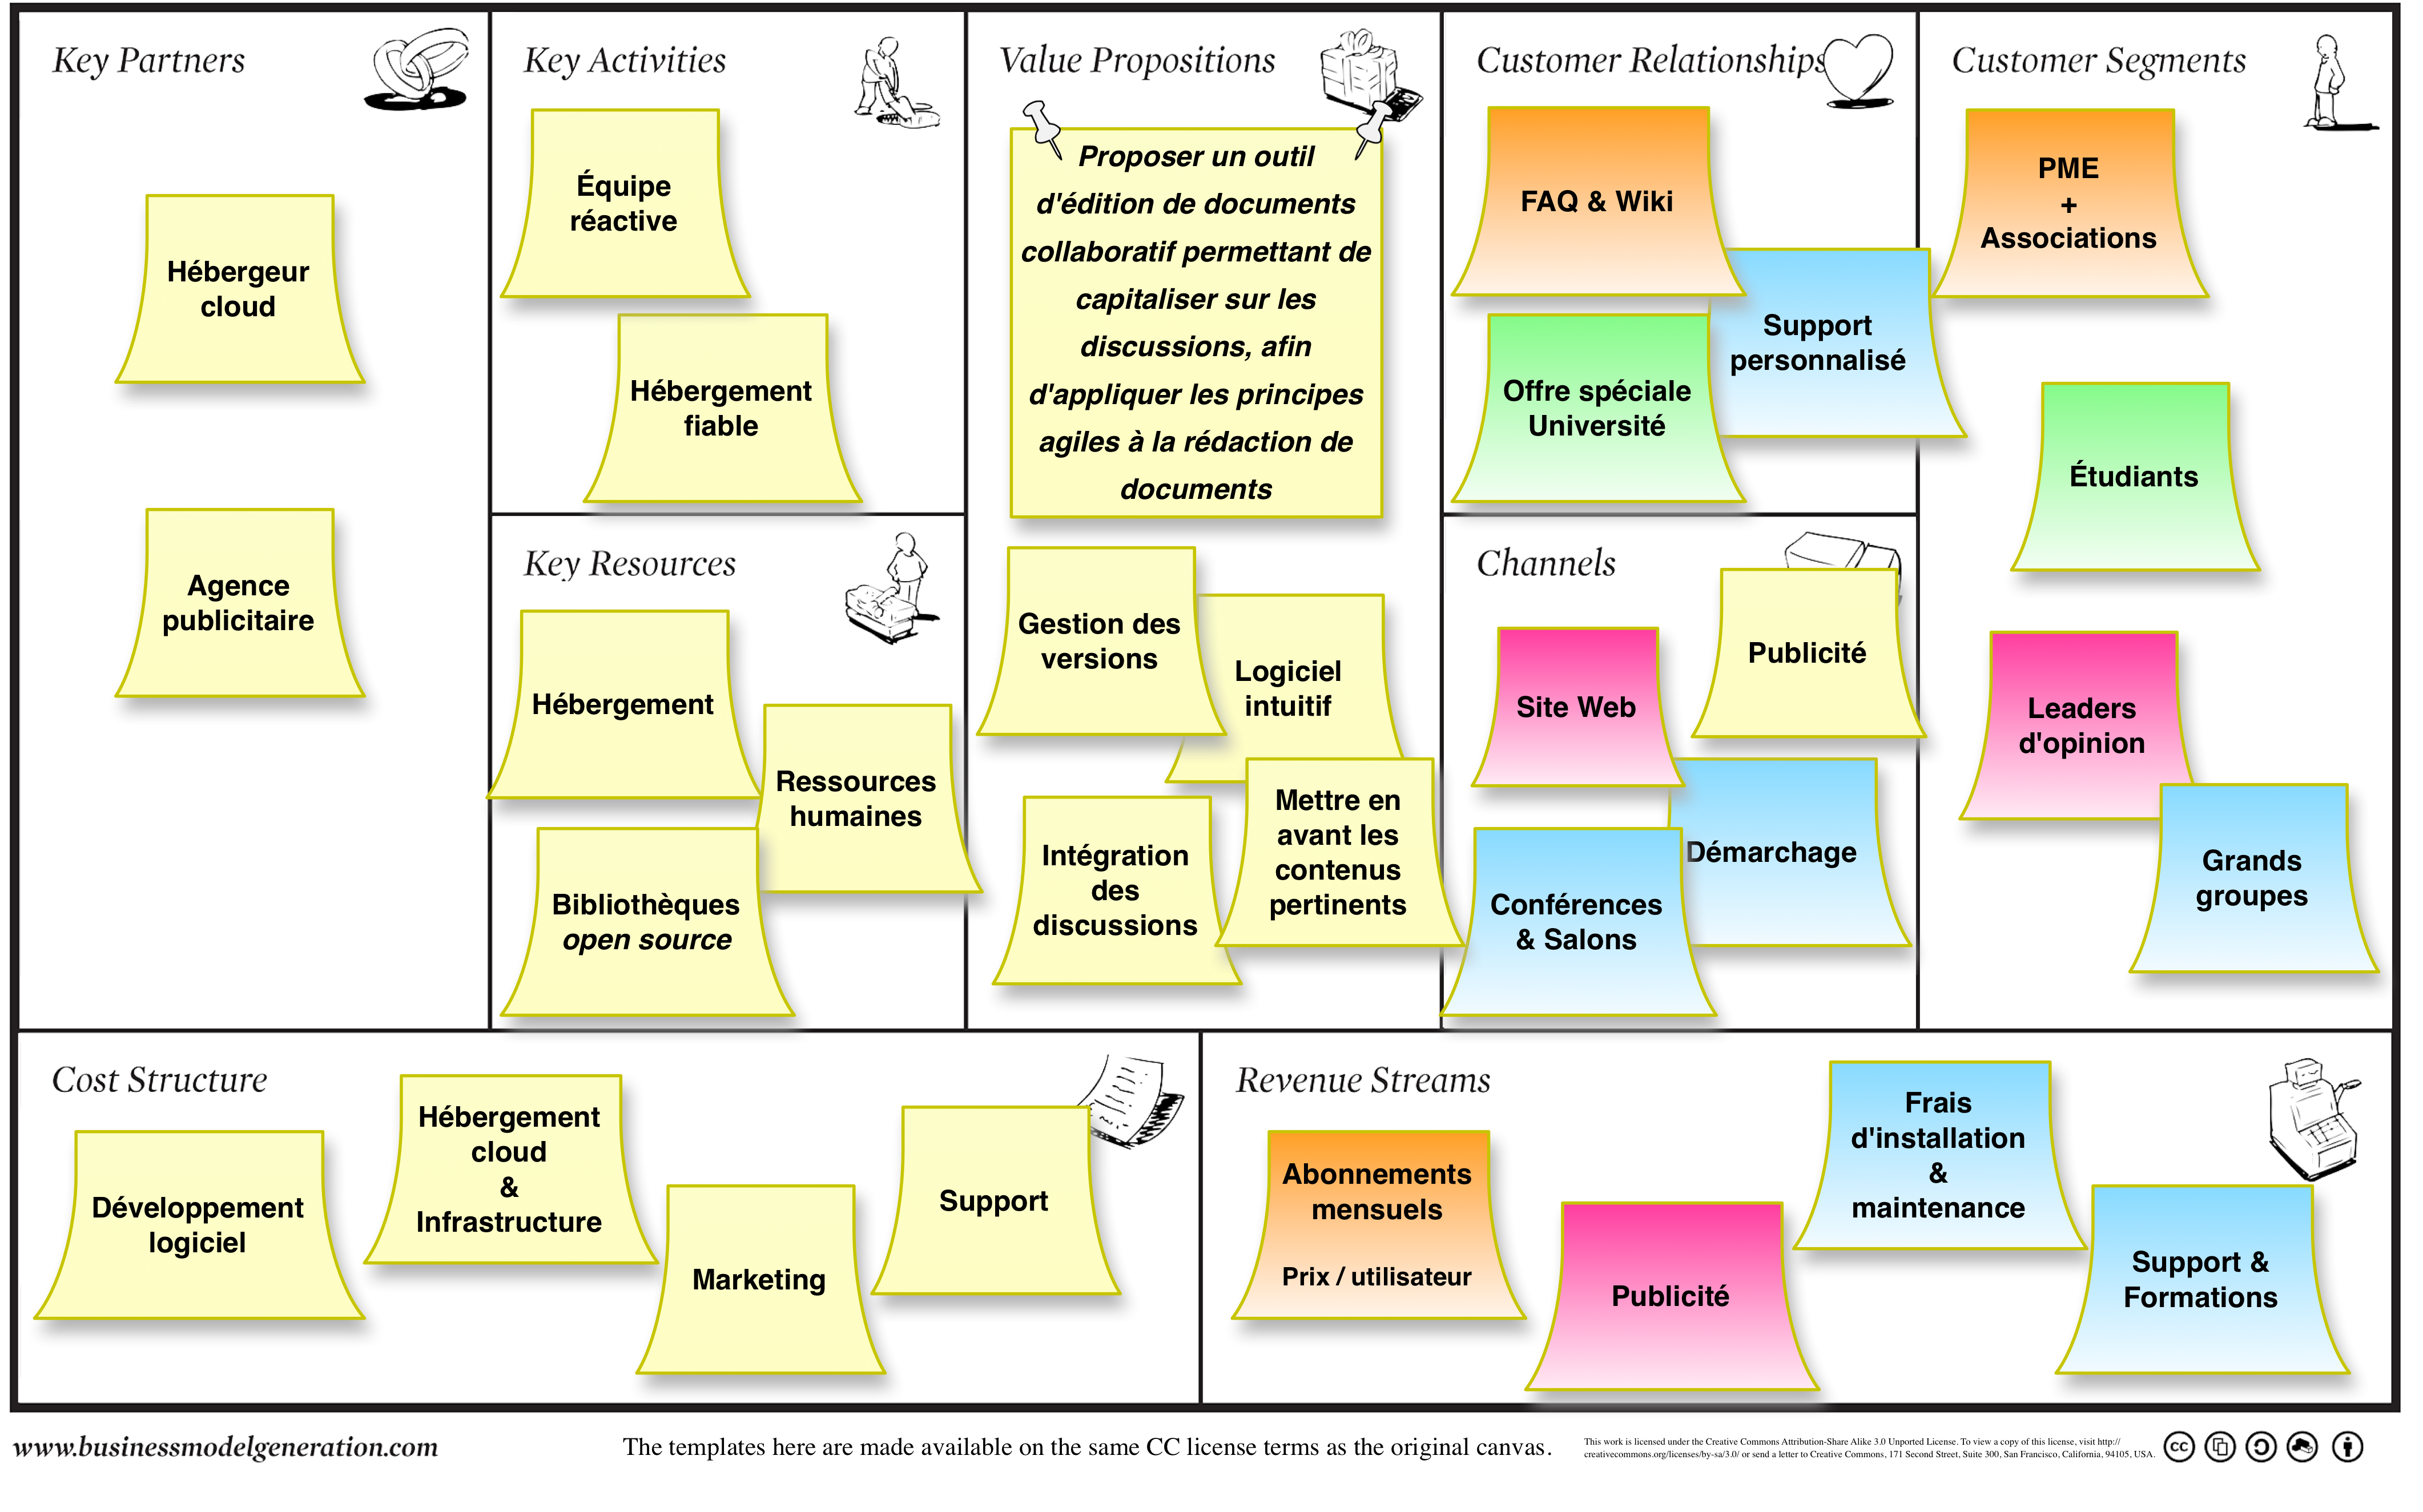 Key Partners
Hébergeur
cloud
Agence
publicitaire
Key Activities
Équipe
réactive
Hébergement
fiable
Key Resources
Hébergement
Ressources
humaines
Bibliothèques
open source
Value Propositions
Proposer un outil
d'édition de documents
collaboratif permettant de
capitaliser sur les
discussions, afin
d'appliquer les principes
agiles à la rédaction de
documents
Gestion des
versions
Logiciel
intuitif
Intégration
des
discussions
Mettre en
avant les
contenus
pertinents
Customer Relationships
FAQ & Wiki
Support
personnalisé
Offre spéciale
Université
Channels
Publicité
Site Web
Démarchage
Conférences
& Salons
Customer Segments
PME
+
Associations
Étudiants
Leaders
d'opinion
Grands
groupes
Cost Structure
Développement
logiciel
Hébergement
cloud
&
Infrastructure
Marketing
Support
Revenue Streams
Abonnements
mensuels
Prix / utilisateur
Publicité
Frais
d'installation
&
maintenance
Support &
Formations
www.businessmodelgeneration.com
The templates here are made available on the same CC license terms as the original canvas.
This work is licensed under the Creative Commons Attribution-Share Alike 3.0 Unported License. To view a copy of this license, visit http://
creativecommons.org/licenses/by-sa/3.0/ or send a letter to Creative Commons, 171 Second Street, Suite 300, San Francisco, California, 94105, USA.
cc